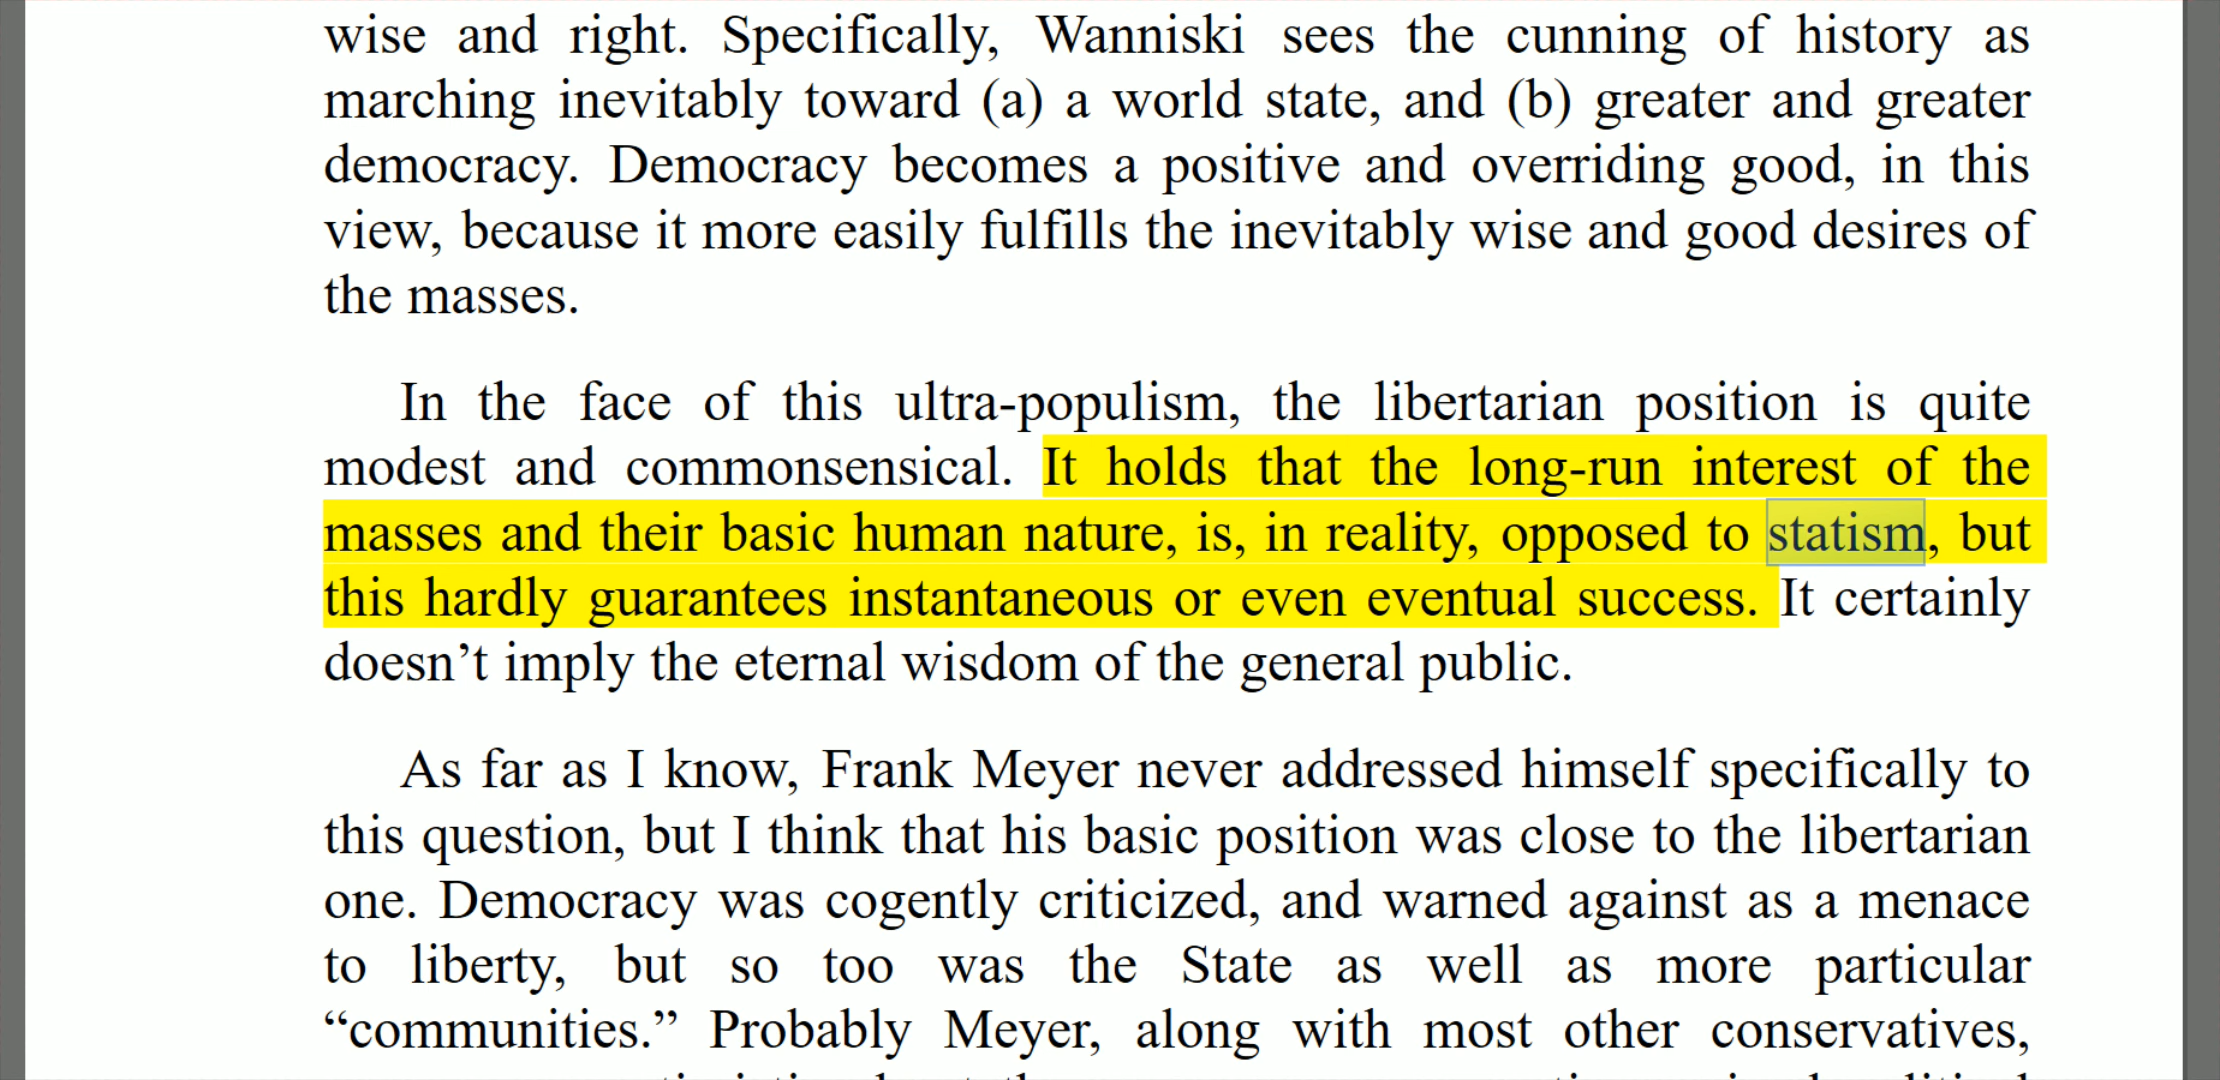 wise and right. Specifically, Wanniski sees the cunning of history as
marching inevitably toward (a) a world state, and (b) greater and greater
democracy. Democracy becomes a positive and overriding good, in this
view, because it more easily fulfills the inevitably wise and good desires of
the masses.
In the face of this ultra-populism, the libertarian position is quite
modest and commonsensical. It holds that the long-run interest of the
masses and their basic human nature, is, in reality, opposed to statism, but
this hardly guarantees instantaneous or even eventual success. It certainly
doesn’t imply the eternal wisdom of the general public.
As far as I know, Frank Meyer never addressed himself specifically to
this question, but I think that his basic position was close to the libertarian
one. Democracy was cogently criticized, and warned against as a menace
to liberty, but so too was the State as well as more particular
“communities.” Probably Meyer, along with most other conservatives,